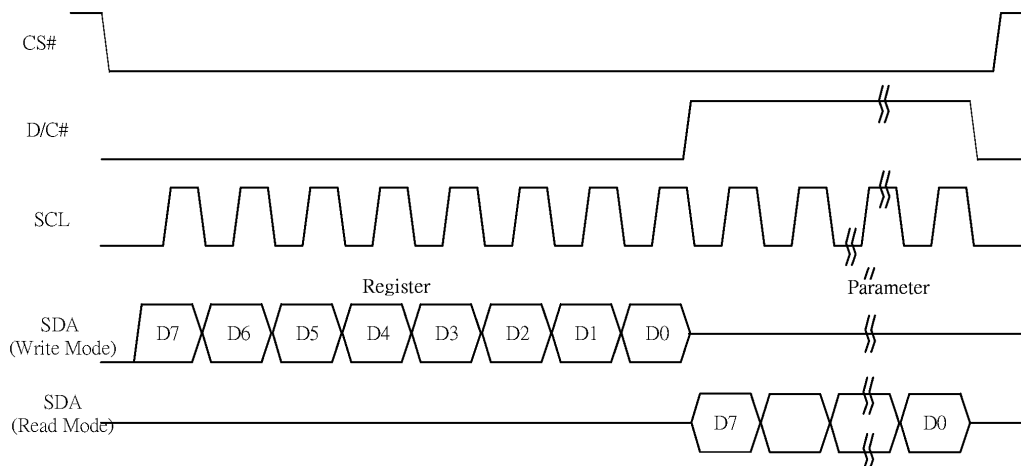 CS#
D/C#
SCL
Register
Parameter
SDA
(Write Mode)
D7 D6 D5 D4 D3 D2 D1 D0
SDA
(Read Mode)
D7 D0